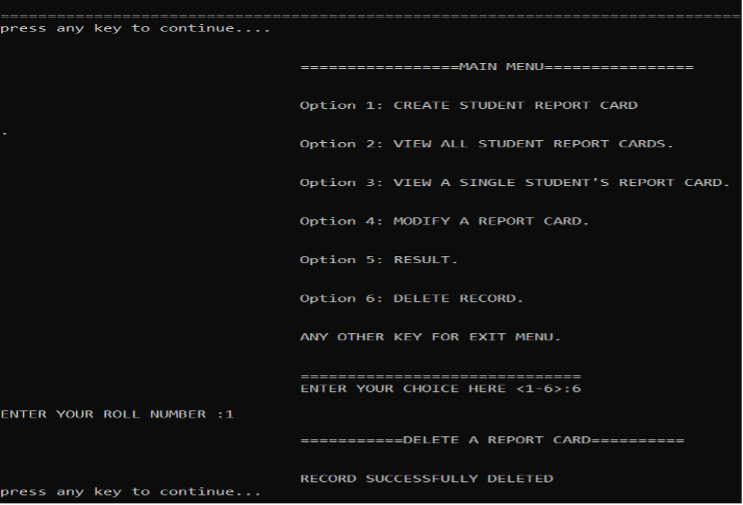 ================================================================================
press any key to continue....
=================MAIN MENU================
Option 1: CREATE STUDENT REPORT CARD
.
Option 2: VIEW ALL STUDENT REPORT CARDS.
Option 3: VIEW A SINGLE STUDENT'S REPORT CARD.
Option 4: MODIFY A REPORT CARD.
Option 5: RESULT.
Option 6: DELETE RECORD.
ANY OTHER KEY FOR EXIT MENU.
==============================
ENTER YOUR CHOICE HERE <1-6>:6
ENTER YOUR ROLL NUMBER :1
===========DELETE A REPORT CARD==========
RECORD SUCCESSFULLY DELETED
press any key to continue...